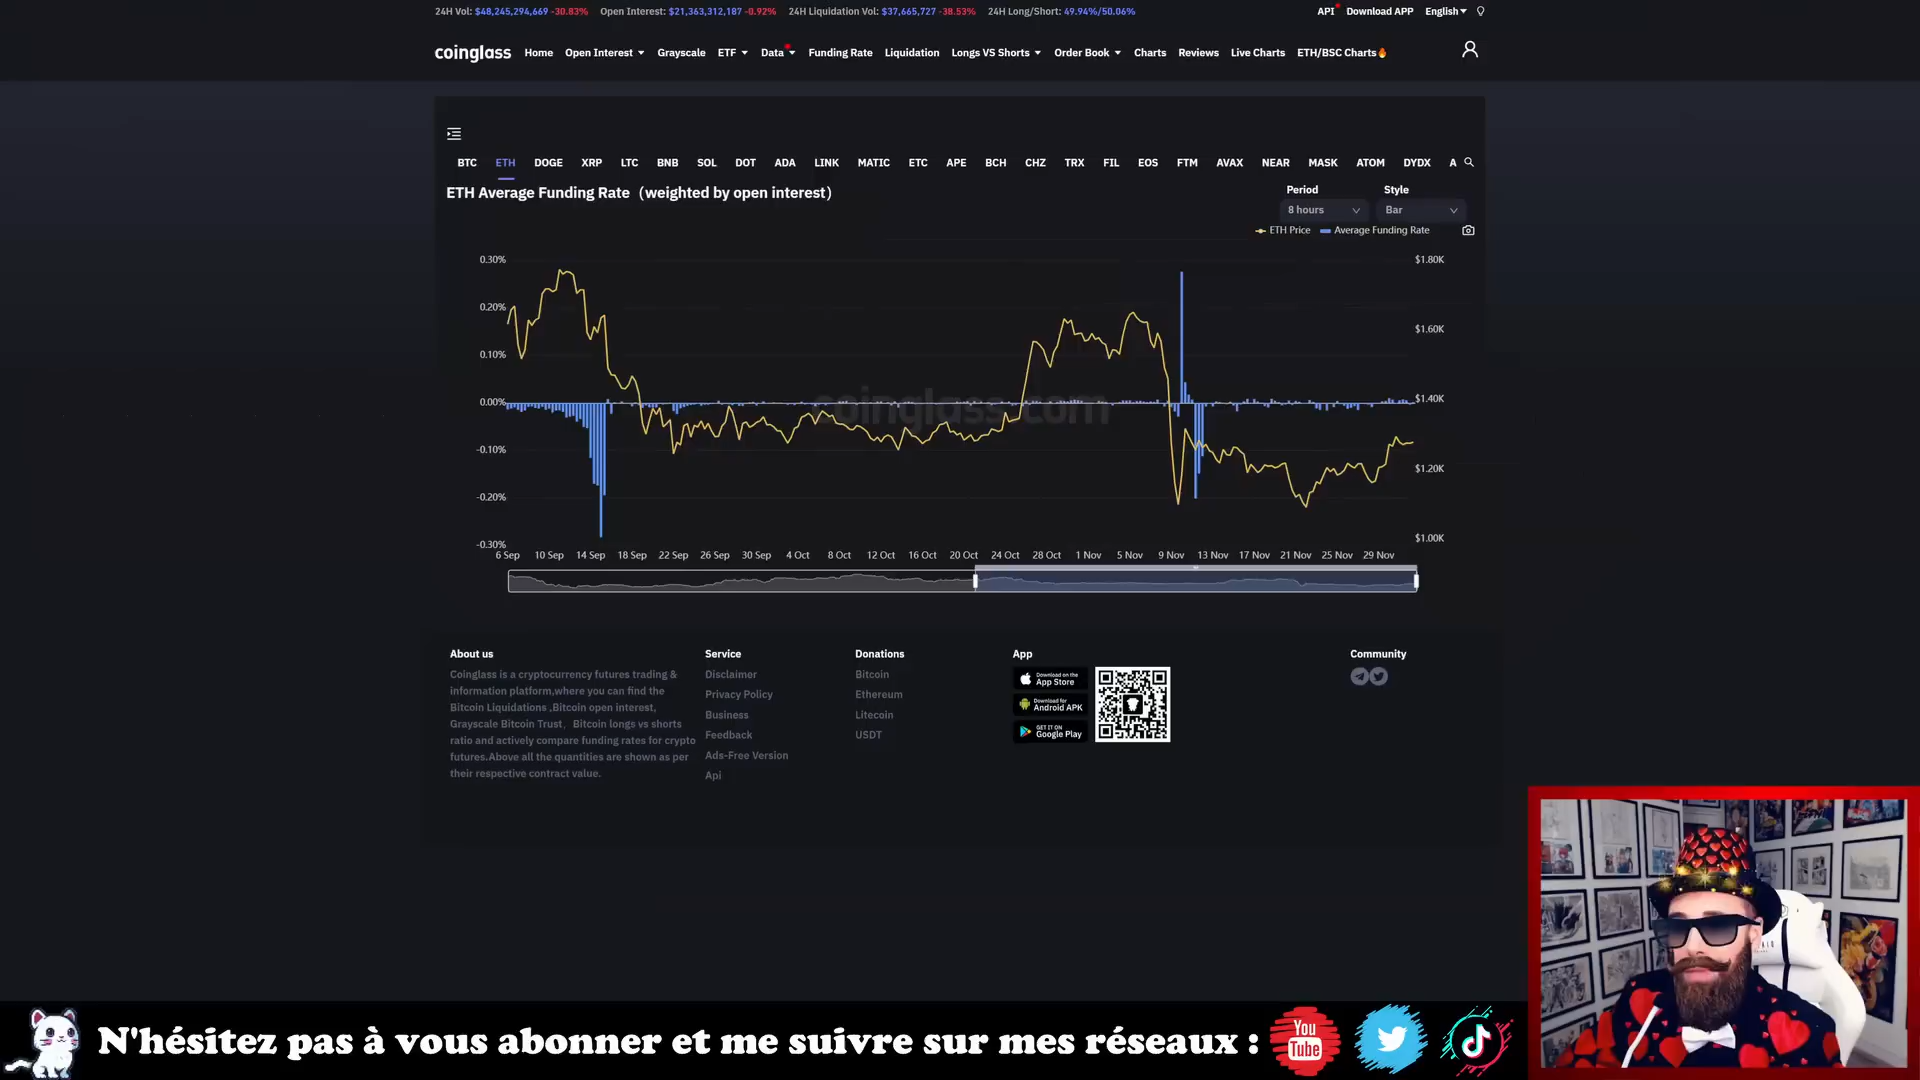 24H Vol: $48,245,294,669 -30.83% Open Interest: $21,363,312,187 -0.92% 24H Liquidation Vol: $37,665,727 -38.53% 24H Long/Short: 49.94%/50.06% API Download APP English
coinglass Home Open Interest Grayscale ETF Data Funding Rate Liquidation Longs VS Shorts Order Book Charts Reviews Live Charts ETH/BSC Charts🔥
BTC ETH DOGE XRP LTC BNB SOL DOT ADA LINK MATIC ETC APE BCH CHZ TRX FIL EOS FTM AVAX NEAR MASK ATOM DYDX A
ETH Average Funding Rate（weighted by open interest）
Period Style
8 hours Bar
ETH Price Average Funding Rate
0.30% $1.80K
0.20% $1.60K
0.10%
0.00% $1.40K
coinglass.com
-0.10% $1.20K
-0.20%
-0.30% $1.00K
6 Sep 10 Sep 14 Sep 18 Sep 22 Sep 26 Sep 30 Sep 4 Oct 8 Oct 12 Oct 16 Oct 20 Oct 24 Oct 28 Oct 1 Nov 5 Nov 9 Nov 13 Nov 17 Nov 21 Nov 25 Nov 29 Nov
About us
Coinglass is a cryptocurrency futures trading &
information platform,where you can find the
Bitcoin Liquidations ,Bitcoin open interest,
Grayscale Bitcoin Trust，Bitcoin longs vs shorts
ratio and actively compare funding rates for crypto
futures.Above all the quantities are shown as per
their respective contract value.
Service
Disclaimer
Privacy Policy
Business
Feedback
Ads-Free Version
Api
Donations
Bitcoin
Ethereum
Litecoin
USDT
App
Download on the
App Store
Download for
Android APK
GET IT ON
Google Play
Community
N'hésitez pas à vous abonner et me suivre sur mes réseaux :
You
Tube